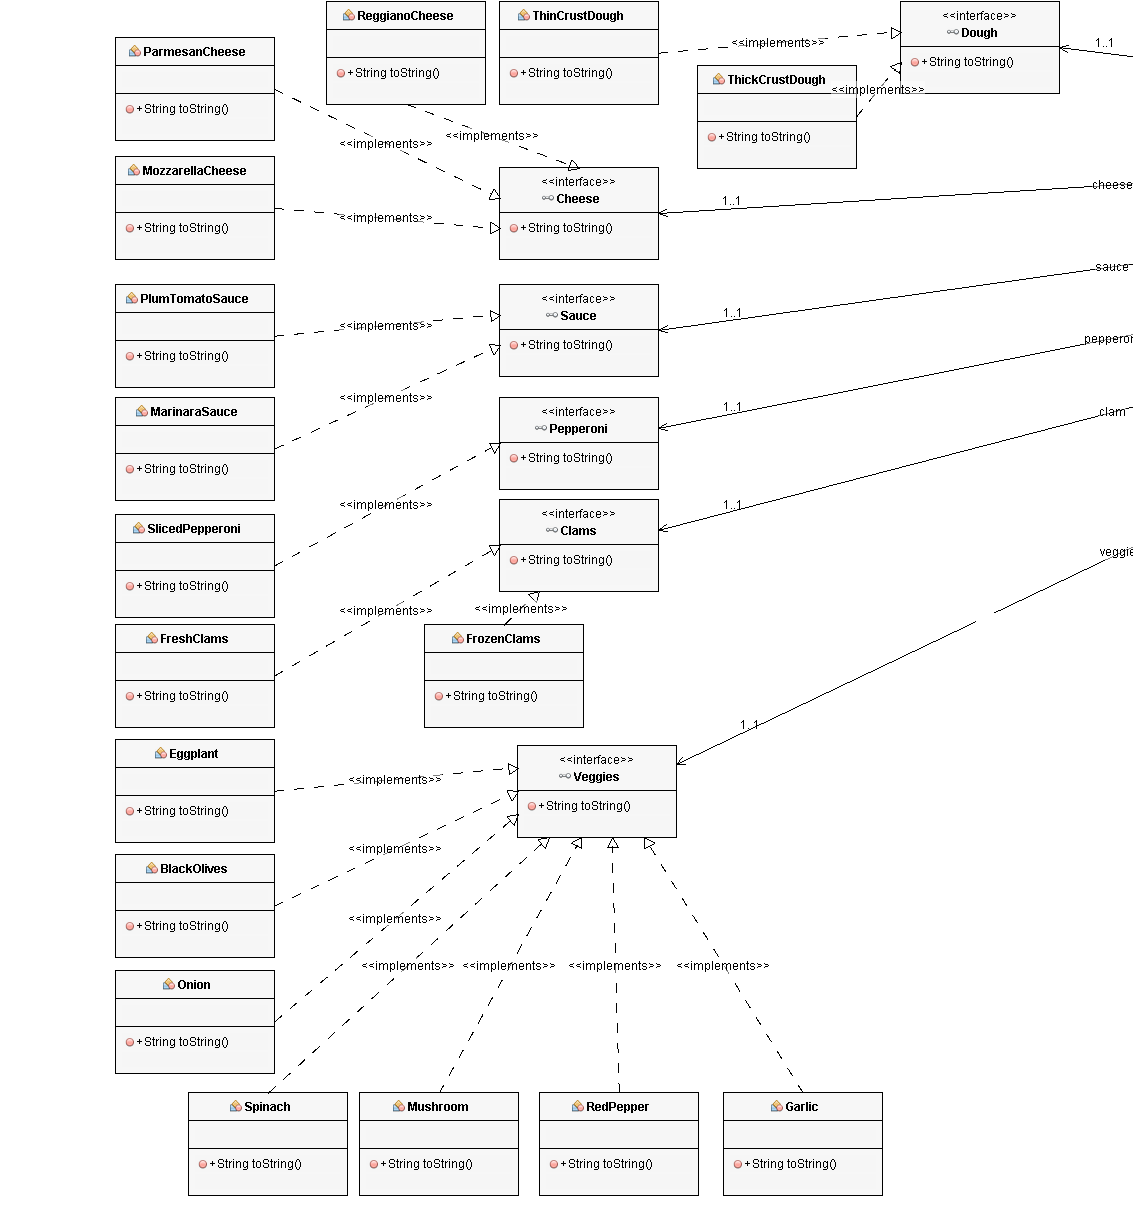 ReggianoCheese
+String toString()
ThinCrustDough
+String toString()
<<implements>>
<<interface>>
Dough
+String toString()
1..1
ParmesanCheese
+String toString()
ThickCrustDough
+String toString()
<<implements>>
<<implements>>
<<implements>>
MozzarellaCheese
+String toString()
<<implements>>
<<interface>>
Cheese
+String toString()
1..1
cheese
PlumTomatoSauce
+String toString()
<<implements>>
<<interface>>
Sauce
+String toString()
1..1
sauce
MarinaraSauce
+String toString()
<<implements>>
<<interface>>
Pepperoni
+String toString()
1..1
pepperoni
SlicedPepperoni
+String toString()
<<implements>>
<<interface>>
Clams
+String toString()
1..1
clam
FreshClams
+String toString()
<<implements>>
<<implements>>
FrozenClams
+String toString()
veggie
Eggplant
+String toString()
<<implements>>
<<interface>>
Veggies
+String toString()
1..1
BlackOlives
+String toString()
<<implements>>
Onion
+String toString()
<<implements>>
<<implements>>
<<implements>>
<<implements>>
<<implements>>
Spinach
+String toString()
Mushroom
+String toString()
RedPepper
+String toString()
Garlic
+String toString()